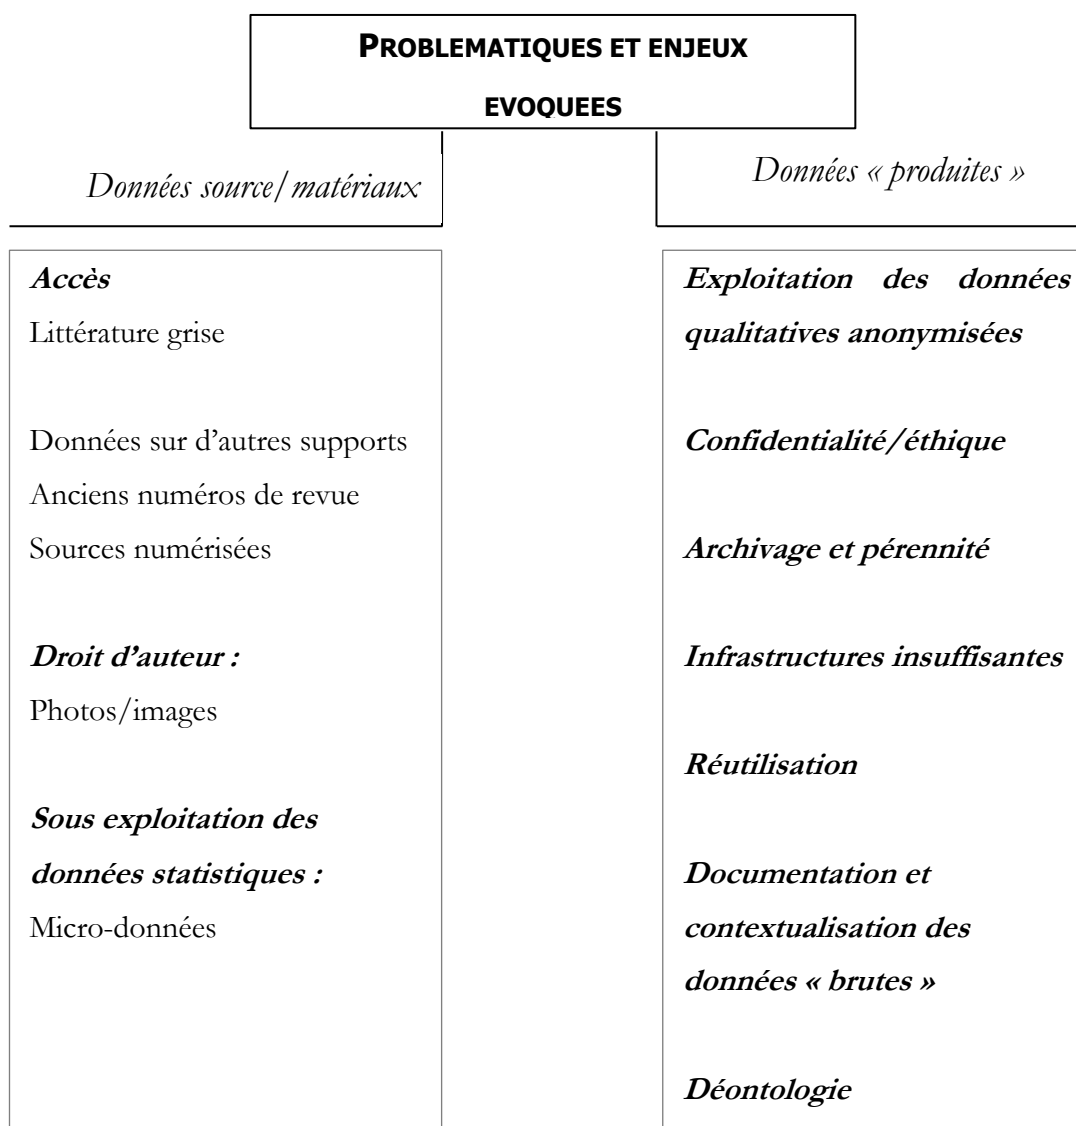 PROBLEMATIQUES ET ENJEUX
EVOQUEES
Données source/matériaux
Données « produites »
Accès
Littérature grise
Données sur d’autres supports
Anciens numéros de revue
Sources numérisées
Droit d’auteur :
Photos/images
Sous exploitation des
données statistiques :
Micro-données
Exploitation des données
qualitatives anonymisées
Confidentialité/éthique
Archivage et pérennité
Infrastructures insuffisantes
Réutilisation
Documentation et
contextualisation des
données « brutes »
Déontologie